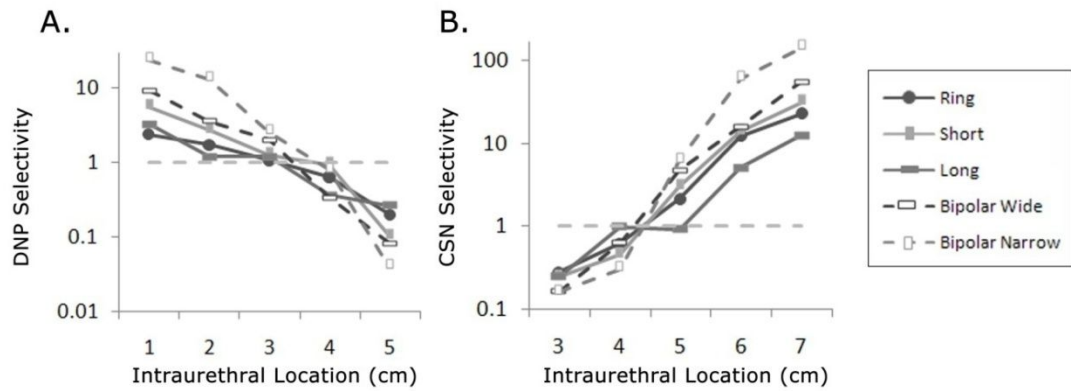 A.
DNP Selectivity
10
1
0.1
0.01
1 2 3 4 5
Intraurethral Location (cm)
B.
CSN Selectivity
100
10
1
0.1
3 4 5 6 7
Intraurethral Location (cm)
Ring
Short
Long
Bipolar Wide
Bipolar Narrow